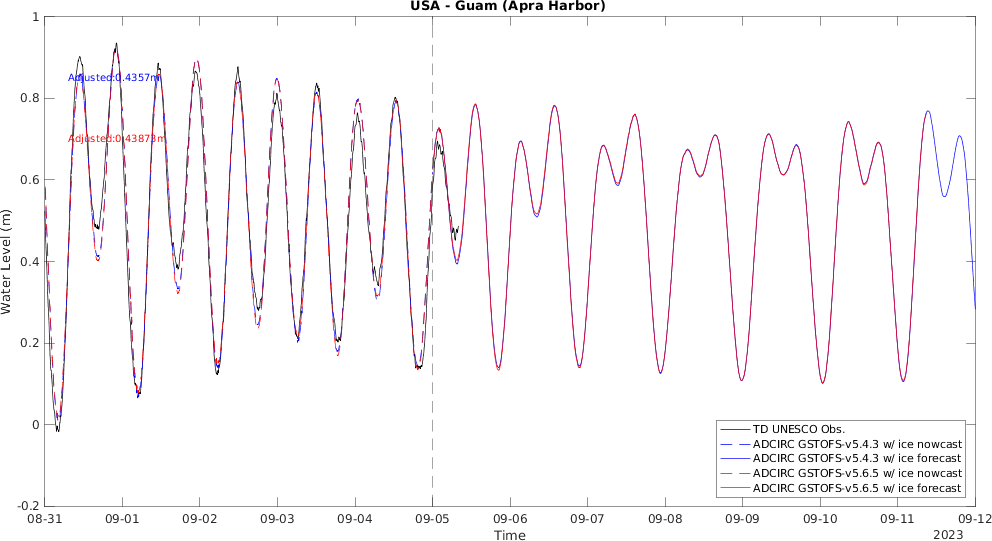 USA - Guam (Apra Harbor)
Water Level (m)
1
0.8
0.6
0.4
0.2
0
-0.2
Adjusted:0.4357m
Adjusted:0.43873m
TD UNESCO Obs.
ADCIRC GSTOFS-v5.4.3 w/ ice nowcast
ADCIRC GSTOFS-v5.4.3 w/ ice forecast
ADCIRC GSTOFS-v5.6.5 w/ ice nowcast
ADCIRC GSTOFS-v5.6.5 w/ ice forecast
08-31 09-01 09-02 09-03 09-04 09-05 09-06 09-07 09-08 09-09 09-10 09-11 09-12
Time
2023